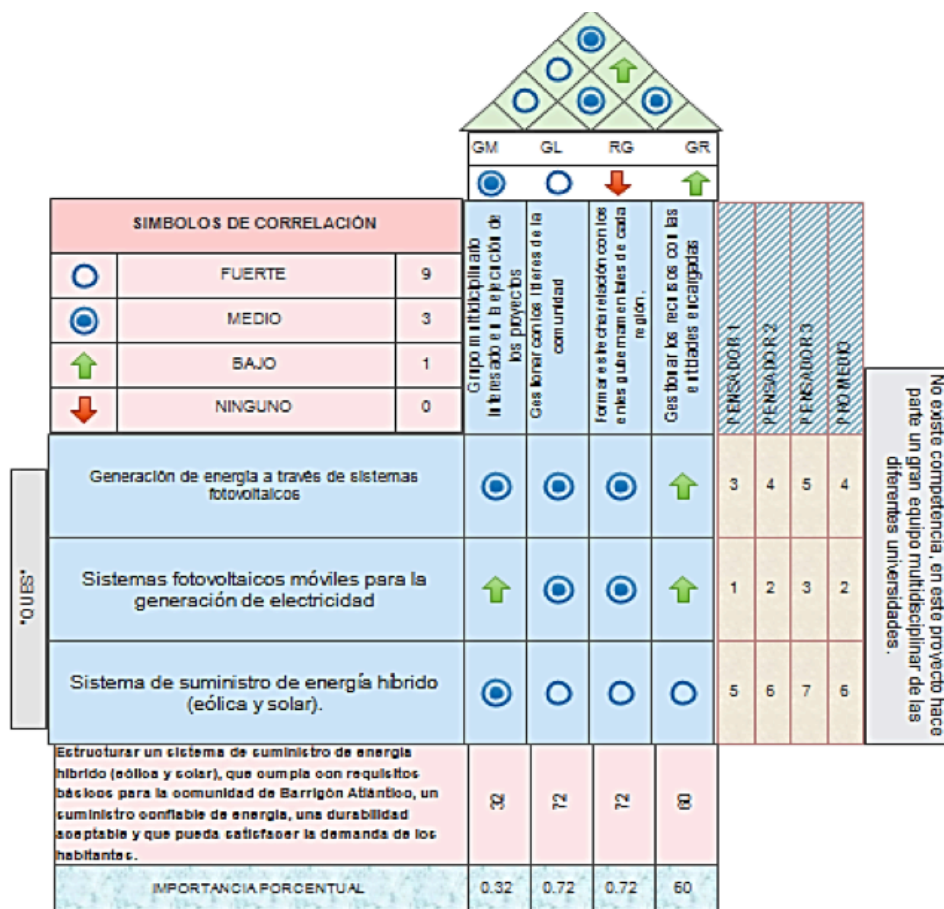 GM GL RG GR
SIMBOLOS DE CORRELACIÓN
FUERTE 9
MEDIO 3
BAJO 1
NINGUNO 0
Grupo multidiciplinario
interesado en la ejecución de
los proyectos
Gestionar con los líderes de la
comunidad
Formar estrecha relación con los
entes gubernamentales de cada
región.
Gestionar los recursos con las
entidades encargadas
PENSADOR 1
PENSADOR 2
PENSADOR 3
PROMEDIO
No existe competencia, en este proyecto hace
parte un gran equipo multidisciplinar de las
diferentes universidades.
"QUES"
Generación de energía a través de sistemas
fotovoltaicos
3 4 5 4
Sistemas fotovoltaicos móviles para la
generación de electricidad
1 2 3 2
Sistema de suministro de energía híbrido
(eólica y solar).
5 6 7 6
Estructurar un sistema de suministro de energía
híbrido (eólica y solar), que cumpla con requisitos
básicos para la comunidad de Barrigón Atlántico, un
suministro confiable de energía, una durabilidad
aceptable y que pueda satisfacer la demanda de los
habitantes.
32 72 72 60
IMPORTANCIA PORCENTUAL 0.32 0.72 0.72 60